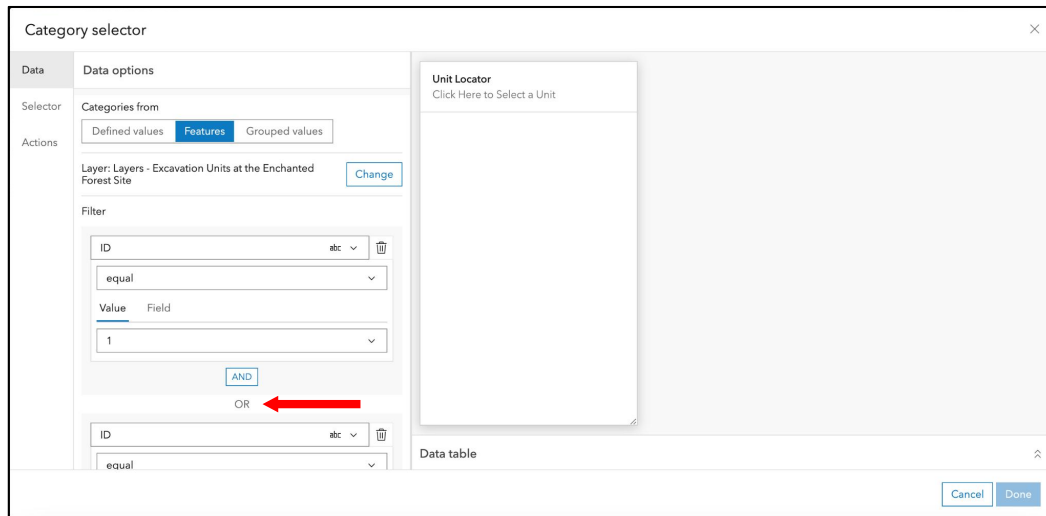 Category selector
Data
Selector
Actions
Data options
Categories from
Defined values Features Grouped values
Layer: Layers - Excavation Units at the Enchanted
Forest Site
Change
Filter
ID abc
equal
Value Field
1
AND
OR
ID abc
equal
Unit Locator
Click Here to Select a Unit
Data table
Cancel Done